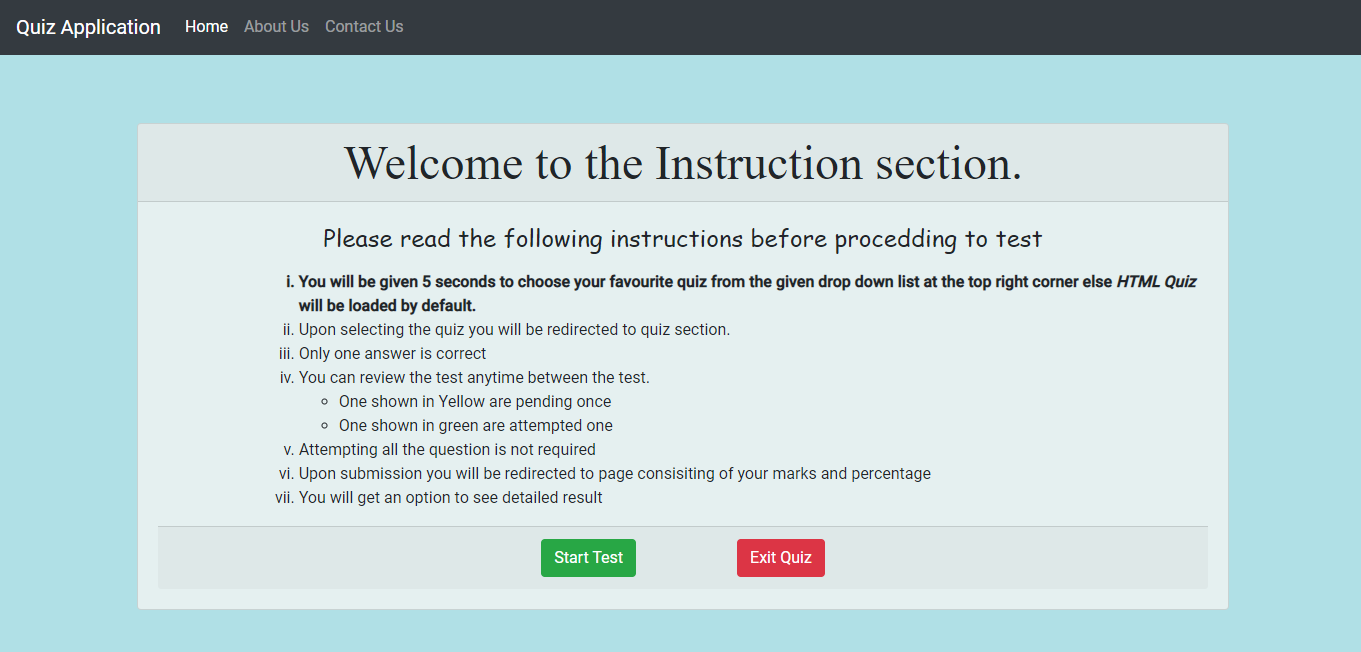 Quiz Application Home About Us Contact Us
Welcome to the Instruction section.
Please read the following instructions before procedding to test
i. You will be given 5 seconds to choose your favourite quiz from the given drop down list at the top right corner else HTML Quiz
will be loaded by default.
ii. Upon selecting the quiz you will be redirected to quiz section.
iii. Only one answer is correct
iv. You can review the test anytime between the test.
One shown in Yellow are pending once
One shown in green are attempted one
v. Attempting all the question is not required
vi. Upon submission you will be redirected to page consisiting of your marks and percentage
vii. You will get an option to see detailed result
Start Test Exit Quiz